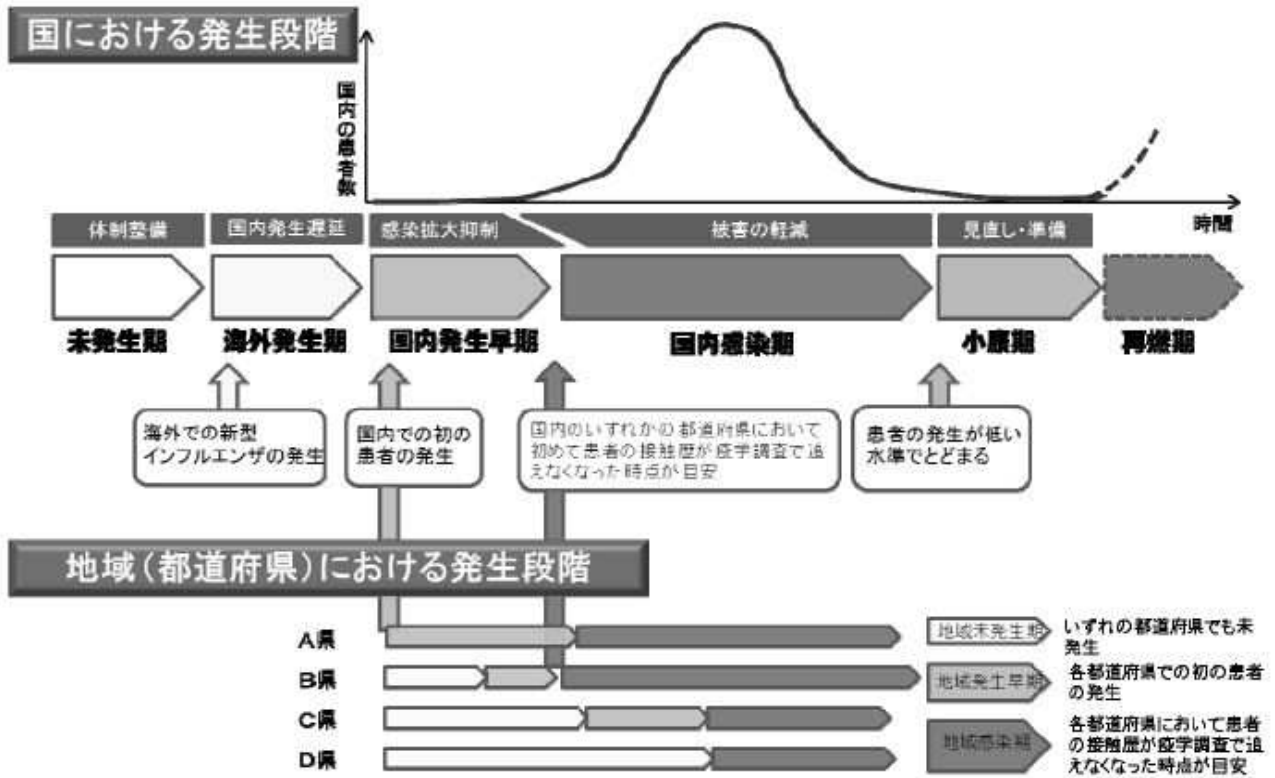 国における発生段階
国内の患者数
時間
体制整備
国内発生遅延
感染拡大抑制
被害の軽減
見直し・準備
未発生期
海外発生期
国内発生早期
国内感染期
小康期
再燃期
海外での新型
インフルエンザの発生
国内での初の
患者の発生
国内のいずれかの都道府県において
初めて患者の接触歴が疫学調査で追
えなくなった時点が目安
患者の発生が低い
水準でとどまる
地域(都道府県)における発生段階
A県
B県
C県
D県
地域未発生期
いずれの都道府県でも未
発生
地域発生早期
各都道府県での初の患者
の発生
地域感染期
各都道府県において患者
の接触歴が疫学調査で追
えなくなった時点が目安